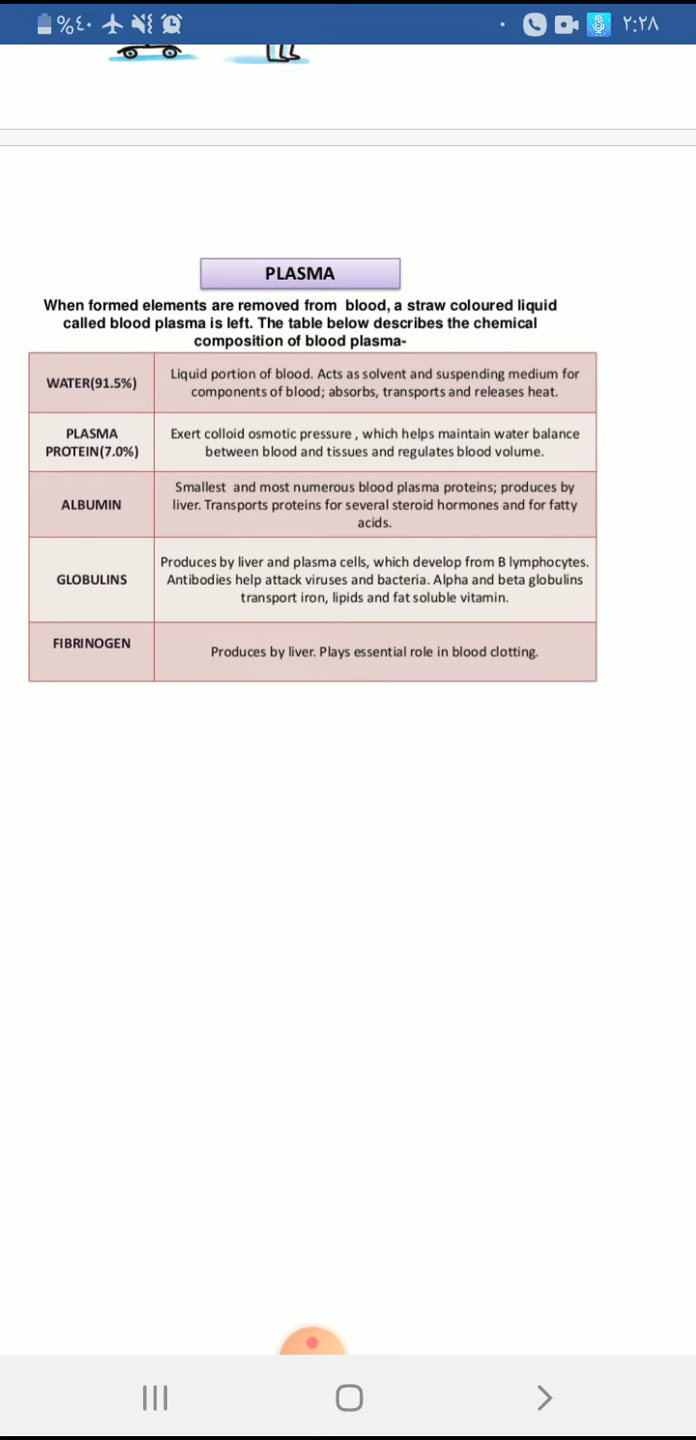 %٤٠
٢:٢٨
PLASMA
When formed elements are removed from blood, a straw coloured liquid
called blood plasma is left. The table below describes the chemical
composition of blood plasma-
WATER(91.5%)
Liquid portion of blood. Acts as solvent and suspending medium for
components of blood; absorbs, transports and releases heat.
PLASMA
PROTEIN(7.0%)
Exert colloid osmotic pressure , which helps maintain water balance
between blood and tissues and regulates blood volume.
ALBUMIN
Smallest and most numerous blood plasma proteins; produces by
liver. Transports proteins for several steroid hormones and for fatty
acids.
GLOBULINS
Produces by liver and plasma cells, which develop from B lymphocytes.
Antibodies help attack viruses and bacteria. Alpha and beta globulins
transport iron, lipids and fat soluble vitamin.
FIBRINOGEN
Produces by liver. Plays essential role in blood clotting.